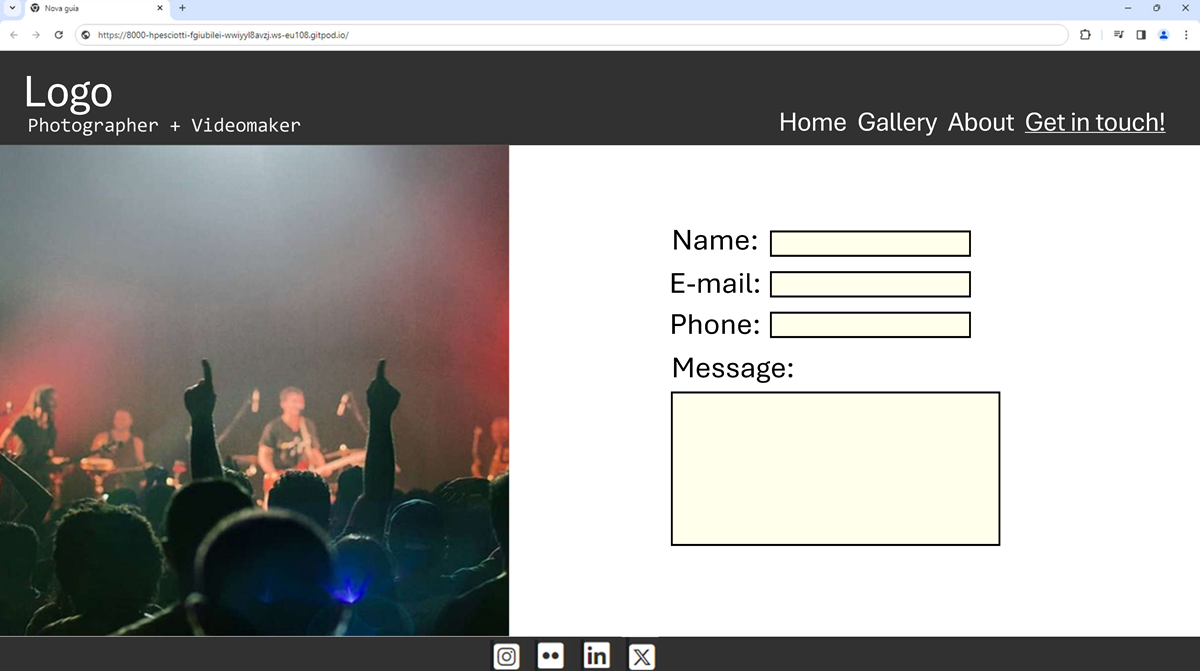 Nova guia
https://8000-hpesciotti-fgiubilei-wwiyyl8avzj.ws-eu108.gitpod.io/
Logo
Photographer + Videomaker
Home Gallery About Get in touch!
Name:
E-mail:
Phone:
Message:
in
X